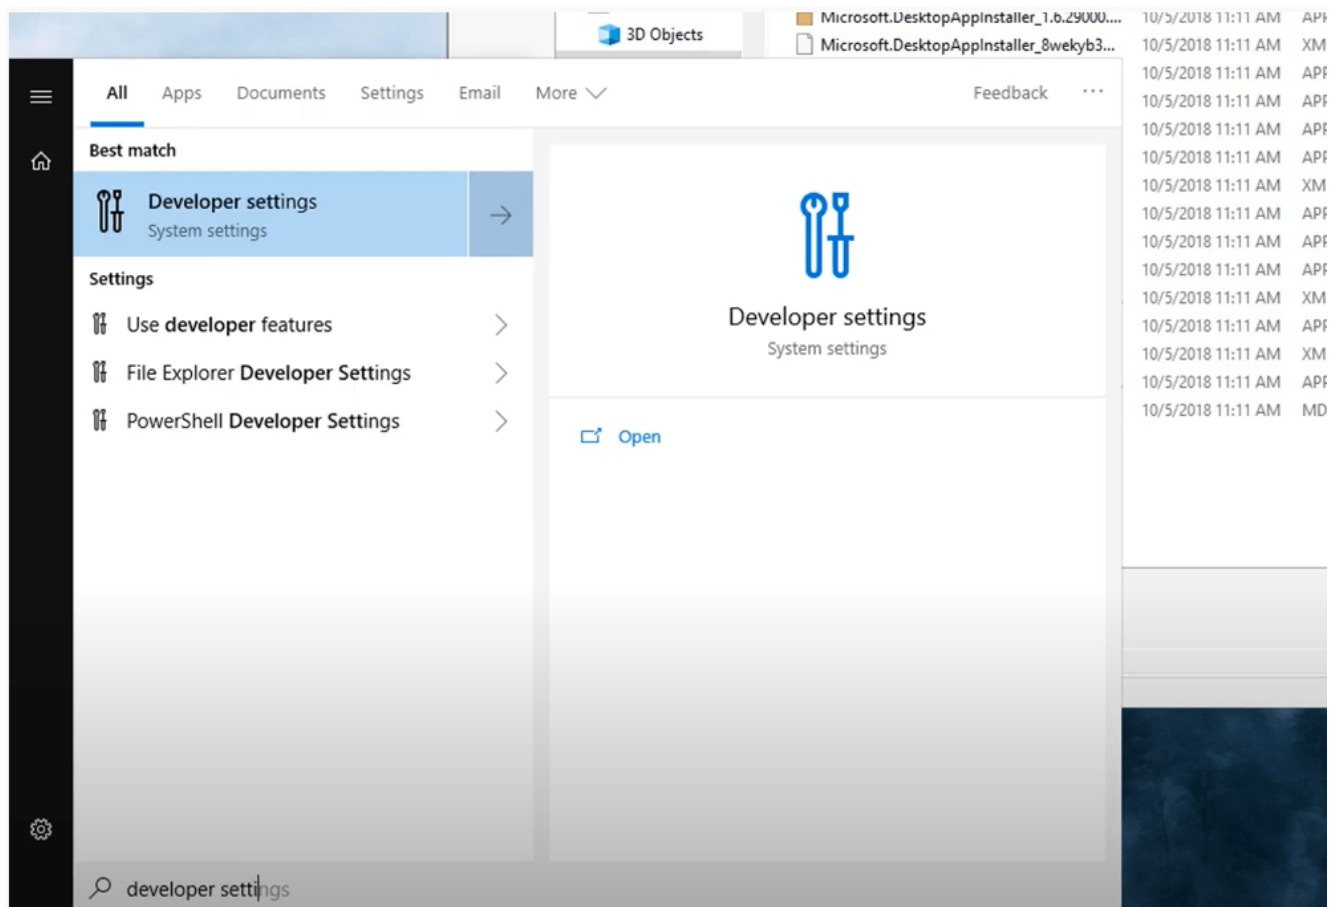 3D Objects
Microsoft.DesktopAppInstaller_1.6.29000.... 10/5/2018 11:11 AM
Microsoft.DesktopAppInstaller_8wekyb3... 10/5/2018 11:11 AM XM
10/5/2018 11:11 AM
10/5/2018 11:11 AM
10/5/2018 11:11 AM
10/5/2018 11:11 AM
10/5/2018 11:11 AM XM
10/5/2018 11:11 AM
10/5/2018 11:11 AM
10/5/2018 11:11 AM
10/5/2018 11:11 AM XM
10/5/2018 11:11 AM
10/5/2018 11:11 AM XM
10/5/2018 11:11 AM
10/5/2018 11:11 AM MD
All Apps Documents Settings Email More Feedback ...
Best match
Developer settings
System settings
Settings
Use developer features
File Explorer Developer Settings
PowerShell Developer Settings
Developer settings
System settings
Open
developer settings